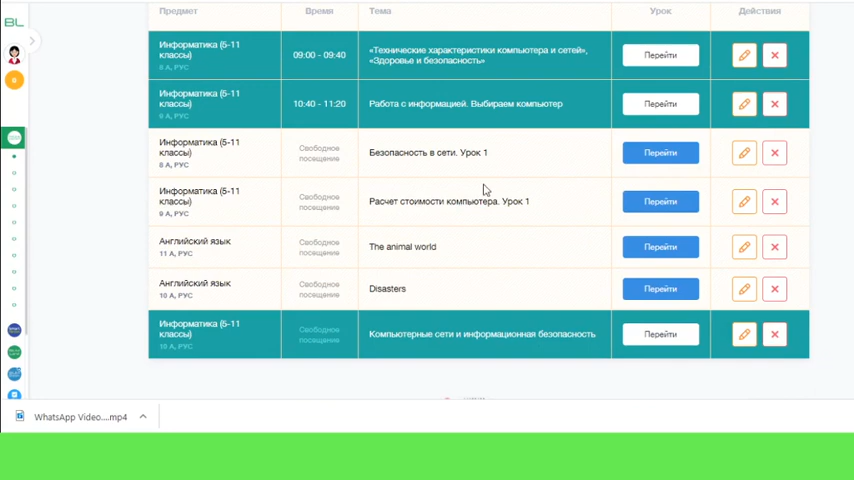 BL
Предмет Время Тема Урок Действия
Информатика (5-11
классы)
8 А, РУС
09:00 - 09:40
«Технические характеристики компьютера и сетей»,
«Здоровье и безопасность»
Перейти
Информатика (5-11
классы)
6 А, РУС
10:40 - 11:20
Работа с информацией. Выбираем компьютер
Перейти
Информатика (5-11
классы)
8 А, РУС
Свободное
посещение
Безопасность в сети. Урок 1
Перейти
Информатика (5-11
классы)
9 А, РУС
Свободное
посещение
Расчет стоимости компьютера. Урок 1
Перейти
Английский язык
11 А, РУС
Свободное
посещение
The animal world
Перейти
Английский язык
10 А, РУС
Свободное
посещение
Disasters
Перейти
Информатика (5-11
классы)
10 А, РУС
Свободное
посещение
Компьютерные сети и информационная безопасность
Перейти
WhatsApp Video....mp4